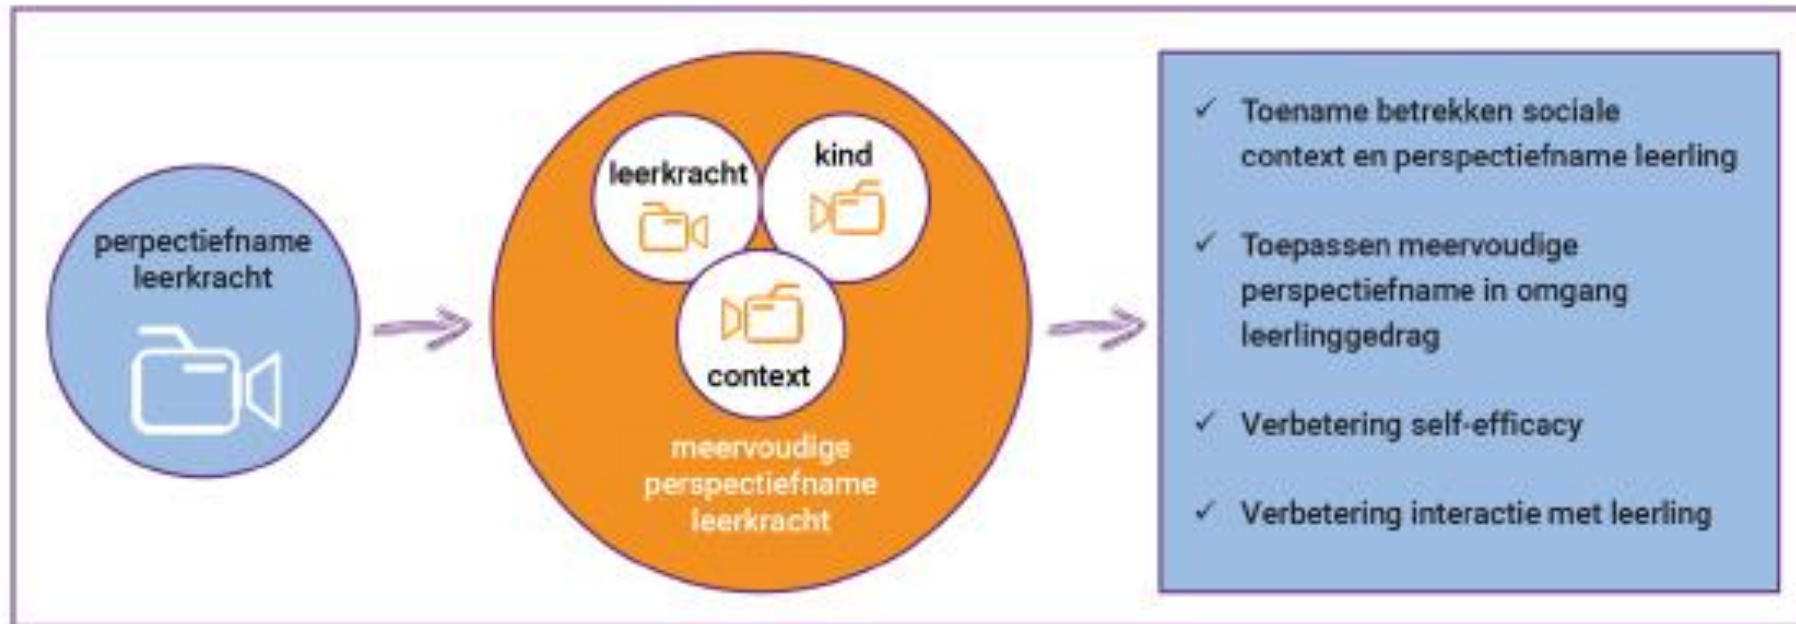 perpectiefname
leerkracht
leerkracht
kind
context
meervoudige
perspectiefname
leerkracht
✓ Toename betrekken sociale
context en perspectiefname leerling
✓ Toepassen meervoudige
perspectiefname in omgang
leerlinggedrag
✓ Verbetering self-efficacy
✓ Verbetering interactie met leerling